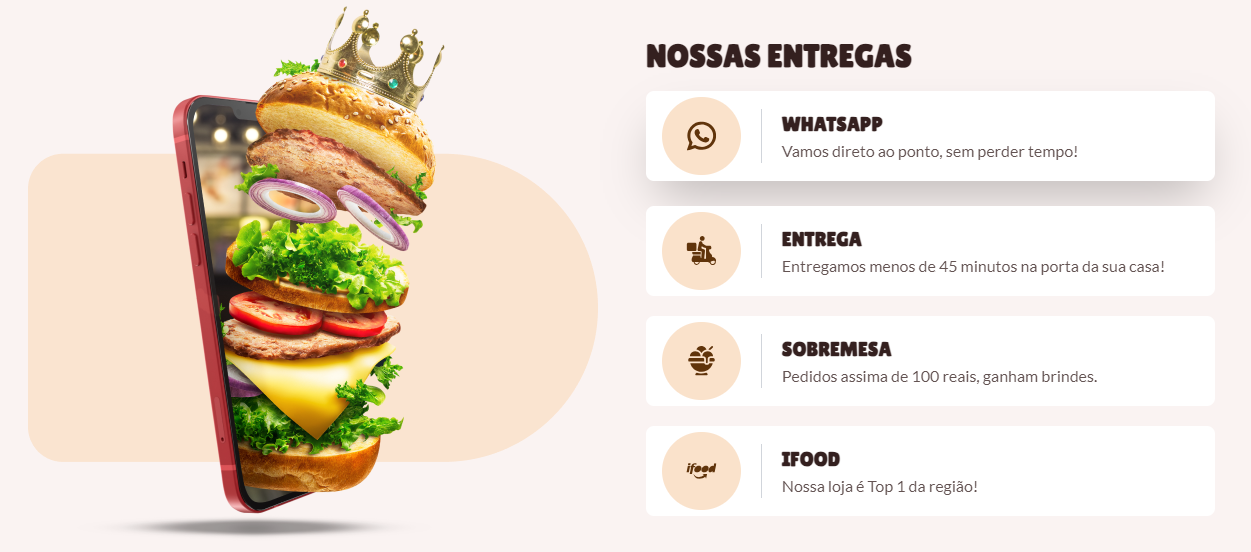 NOSSAS ENTREGAS
WHATSAPP
Vamos direto ao ponto, sem perder tempo!
ENTREGA
Entregamos menos de 45 minutos na porta da sua casa!
SOBREMESA
Pedidos assima de 100 reais, ganham brindes.
ifood
IFOOD
Nossa loja é Top 1 da região!